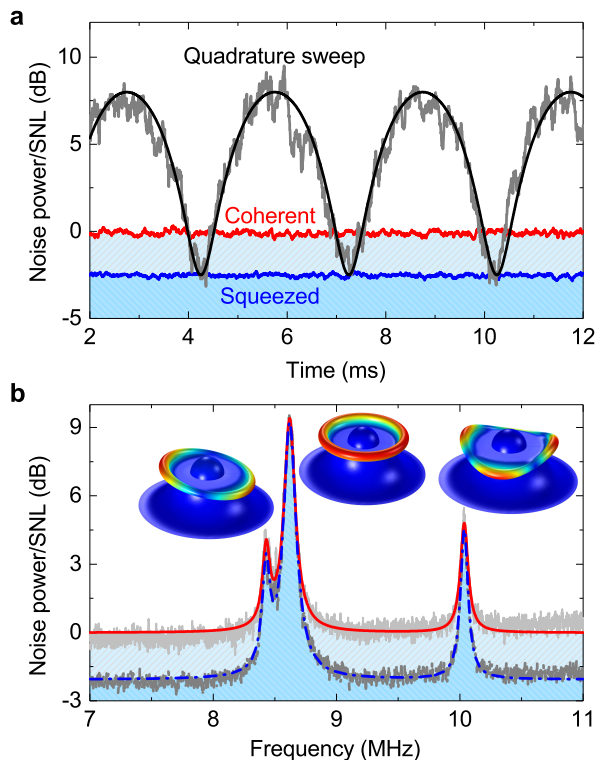 a
Noise power/SNL (dB)
10
5
0
-5
Quadrature sweep
Coherent
Squeezed
2 4 6 8 10 12
Time (ms)
b
Noise power/SNL (dB)
9
6
3
0
-3
7 8 9 10 11
Frequency (MHz)